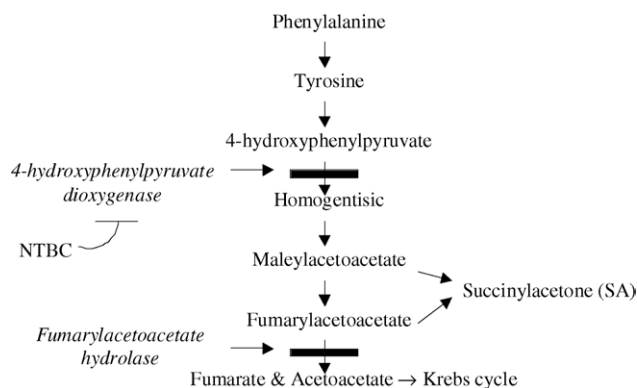 Phenylalanine
Tyrosine
4-hydroxyphenylpyruvate
4-hydroxyphenylpyruvate
dioxygenase
Homogentisic
NTBC
Maleylacetoacetate
Succinylacetone (SA)
Fumarylacetoacetate
Fumarylacetoacetate
hydrolase
Fumarate & Acetoacetate → Krebs cycle